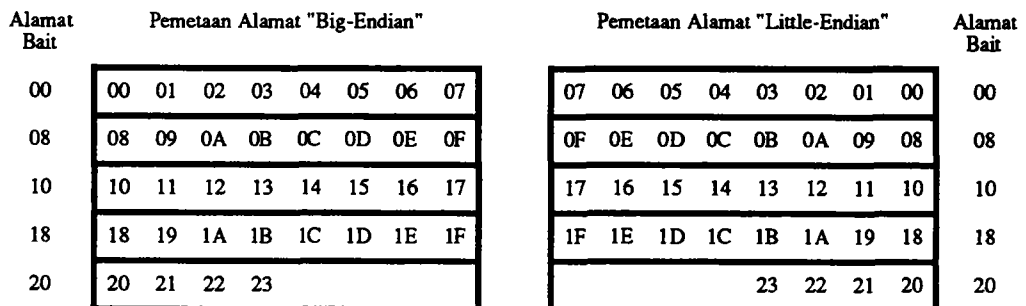 Alamat Bait Pemetaan Alamat "Big-Endian" Pemetaan Alamat "Little-Endian" Alamat Bait
00 00 01 02 03 04 05 06 07 07 06 05 04 03 02 01 00 00
08 08 09 0A 0B 0C 0D 0E 0F 0F 0E 0D 0C 0B 0A 09 08 08
10 10 11 12 13 14 15 16 17 17 16 15 14 13 12 11 10 10
18 18 19 1A 1B 1C 1D 1E 1F 1F 1E 1D 1C 1B 1A 19 18 18
20 20 21 22 23 23 22 21 20 20